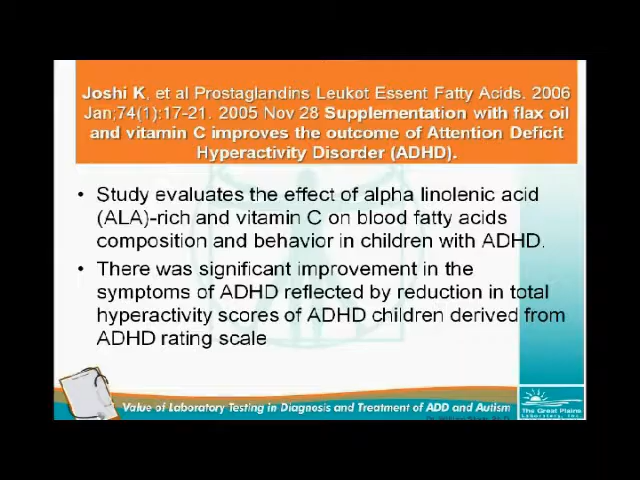 Joshi K, et al Prostaglandins Leukot Essent Fatty Acids. 2006
Jan;74(1):17-21. 2005 Nov 28 Supplementation with flax oil
and vitamin C improves the outcome of Attention Deficit
Hyperactivity Disorder (ADHD).
• Study evaluates the effect of alpha linolenic acid
(ALA)-rich and vitamin C on blood fatty acids
composition and behavior in children with ADHD.
• There was significant improvement in the
symptoms of ADHD reflected by reduction in total
hyperactivity scores of ADHD children derived from
ADHD rating scale
Value of Laboratory Testing in Diagnosis and Treatment of ADD and Autism
The Great Plains
Laboratory, Inc.